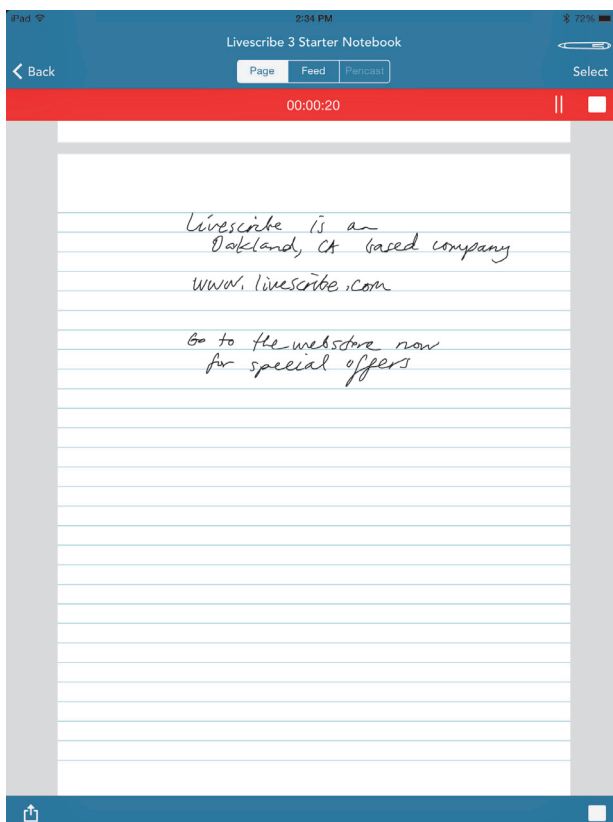 iPad 2:34 PM 72%
Livescribe 3 Starter Notebook
Back Page Feed Pencast Select
00:00:20
Livescribe is an
Oakland, CA based company
www.livescribe.com
Go to the webstore now
for special offers